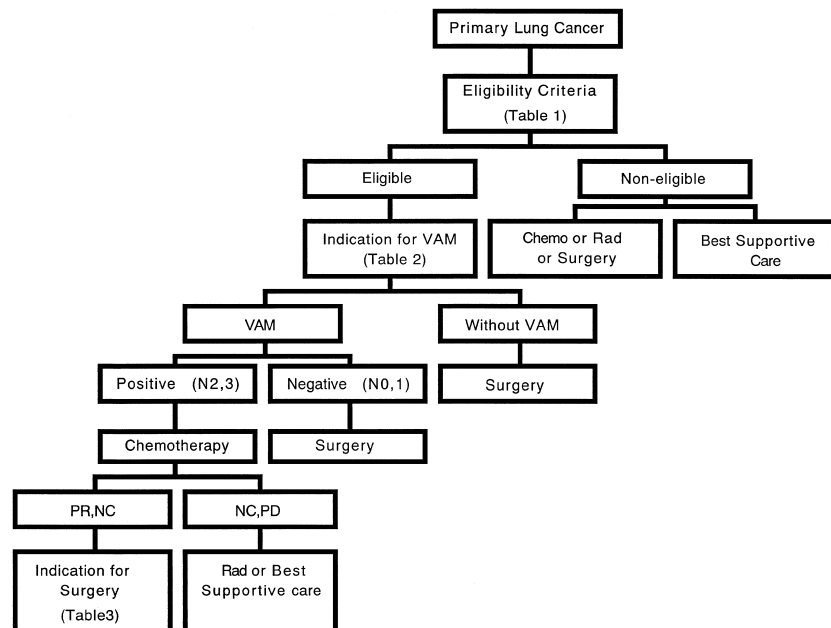 Primary Lung Cancer
Eligibility Criteria
(Table 1)
Eligible
Non-eligible
Indication for VAM
(Table 2)
Chemo or Rad
or Surgery
Best Supportive
Care
VAM
Without VAM
Positive (N2,3)
Negative (N0,1)
Surgery
Chemotherapy
Surgery
PR,NC
NC,PD
Indication for
Surgery
(Table3)
Rad or Best
Supportive care